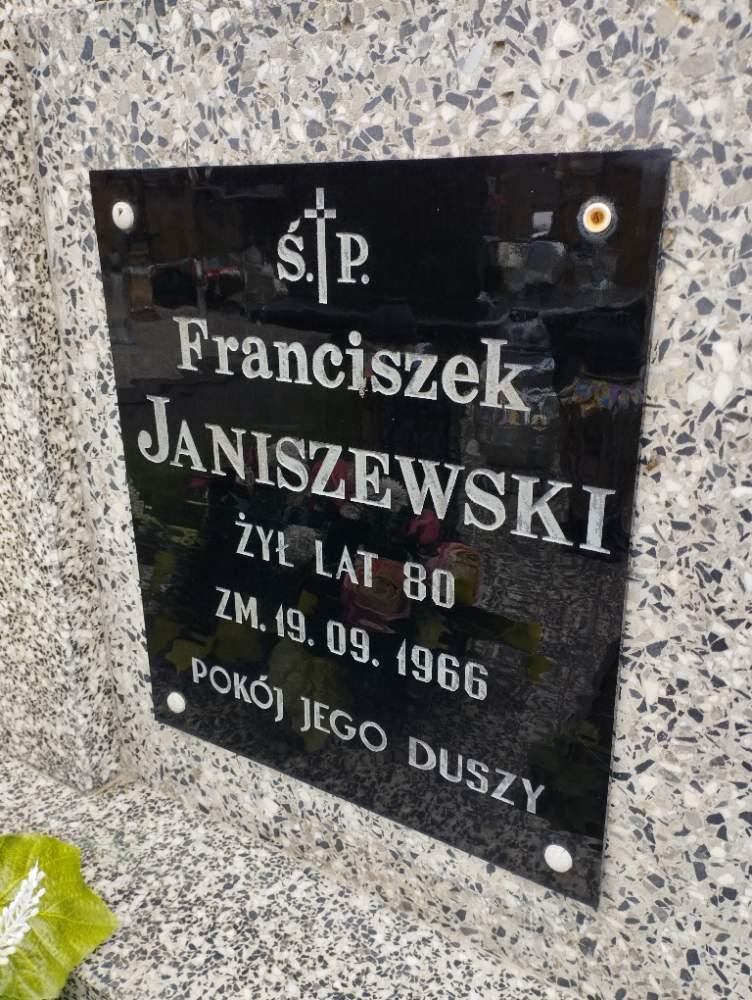 Ś.P.
Franciszek
JANISZEWSKI
ŻYŁ LAT 80
ZM. 19.09.1966
POKÓJ JEGO DUSZY